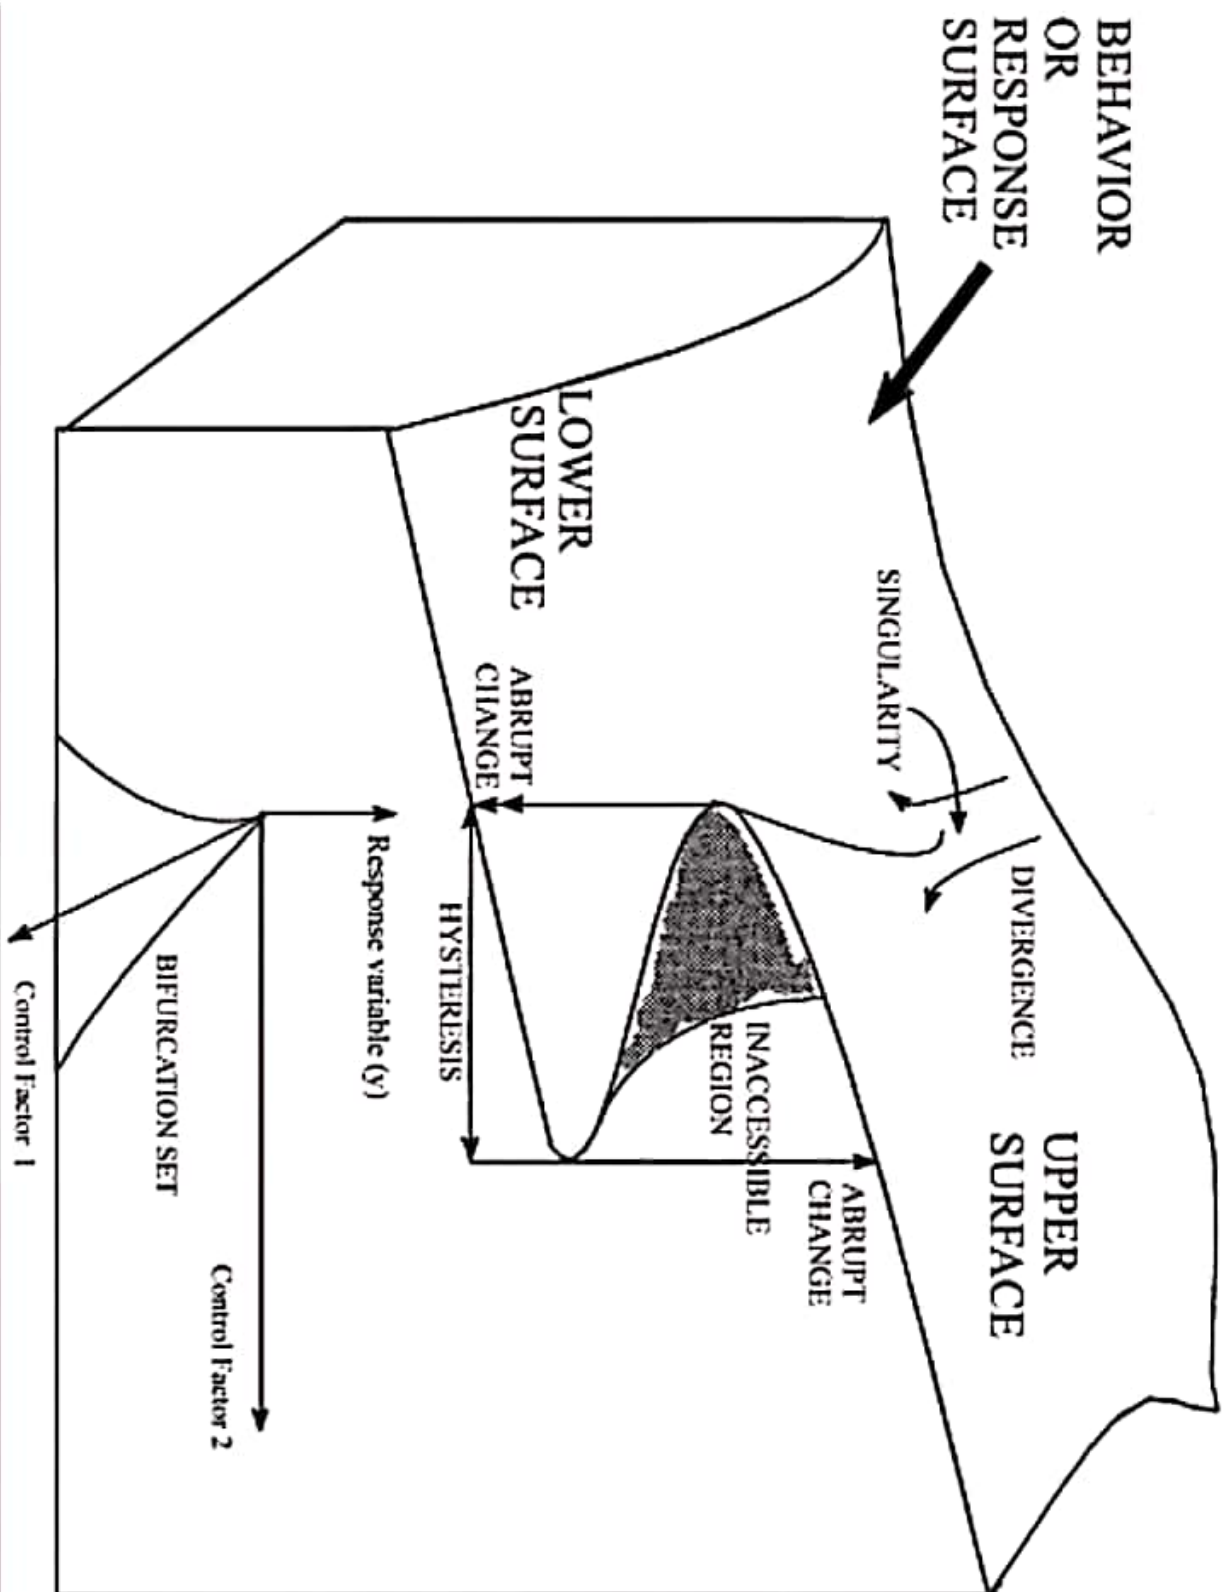 BEHAVIOR
OR
RESPONSE
SURFACE
SINGULARITY
DIVERGENCE
UPPER
SURFACE
LOWER
SURFACE
ABRUPT
CHANGE
INACCESSIBLE
REGION
ABRUPT
CHANGE
HYSTERESIS
Response variable (y)
BIFURCATION SET
Control Factor 2
Control Factor 1